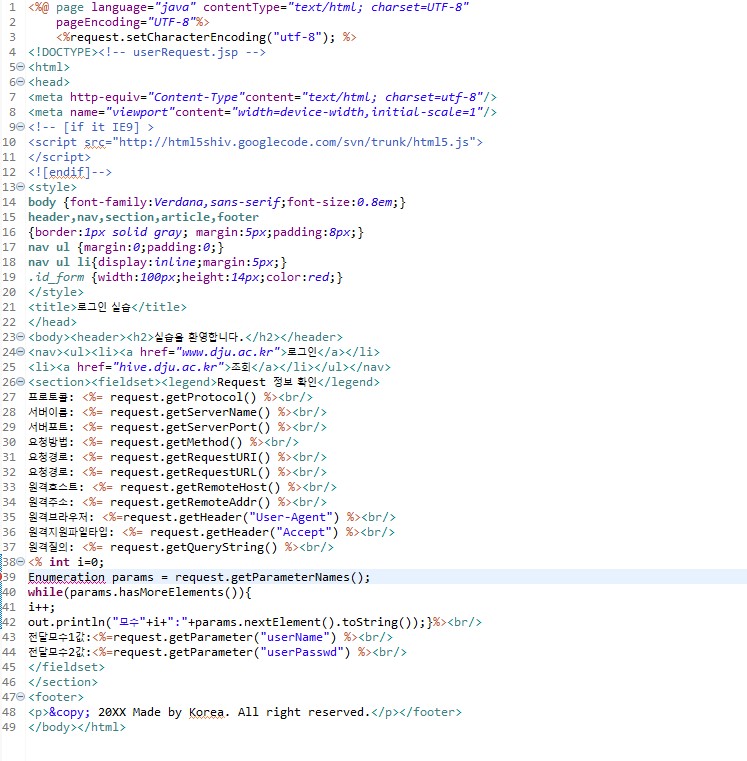 1 <%@ page language="java" contentType="text/html; charset=UTF-8"
2 pageEncoding="UTF-8"%>
3 <%request.setCharacterEncoding("utf-8"); %>
4 <!DOCTYPE><!-- userRequest.jsp -->
5 <html>
6 <head>
7 <meta http-equiv="Content-Type"content="text/html; charset=utf-8"/>
8 <meta name="viewport"content="width=device-width,initial-scale=1"/>
9 <!-- [if it IE9] >
10 <script src="http://html5shiv.googlecode.com/svn/trunk/html5.js">
11 </script>
12 <![endif]-->
13 <style>
14 body {font-family:Verdana,sans-serif;font-size:0.8em;}
15 header,nav,section,article,footer
16 {border:1px solid gray; margin:5px;padding:8px;}
17 nav ul {margin:0;padding:0;}
18 nav ul li{display:inline;margin:5px;}
19 .id_form {width:100px;height:14px;color:red;}
20 </style>
21 <title>로그인 실습</title>
22 </head>
23 <body><header><h2>실습을 환영합니다.</h2></header>
24 <nav><ul><li><a href="www.dju.ac.kr">로그인</a></li>
25 <li><a href="hive.dju.ac.kr">조회</a></li></ul></nav>
26 <section><fieldset><legend>Request 정보 확인</legend>
27 프로토콜: <%= request.getProtocol() %><br/>
28 서버이름: <%= request.getServerName() %><br/>
29 서버포트: <%= request.getServerPort() %><br/>
30 요청방법: <%= request.getMethod() %><br/>
31 요청경로: <%= request.getRequestURI() %><br/>
32 요청경로: <%= request.getRequestURL() %><br/>
33 원격호스트: <%= request.getRemoteHost() %><br/>
34 원격주소: <%= request.getRemoteAddr() %><br/>
35 원격브라우저: <%=request.getHeader("User-Agent") %><br/>
36 원격지원파일타입: <%= request.getHeader("Accept") %><br/>
37 원격질의: <%= request.getQueryString() %><br/>
38 <% int i=0;
39 Enumeration params = request.getParameterNames();
40 while(params.hasMoreElements()){
41 i++;
42 out.println("모수"+i+":"+params.nextElement().toString());}%><br/>
43 전달모수1값:<%=request.getParameter("userName") %><br/>
44 전달모수2값:<%=request.getParameter("userPasswd") %><br/>
45 </fieldset>
46 </section>
47 <footer>
48 <p>&copy; 20XX Made by Korea. All right reserved.</p></footer>
49 </body></html>